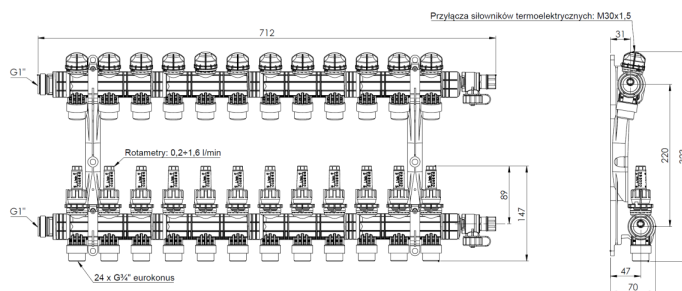 Przyłącza siłowników termoelektrycznych: M30x1,5
712
31
G1"
Rotametry: 0,2÷1,6 l/min
220
89
147
G1"
24 x G¾" eurokonus
47
70